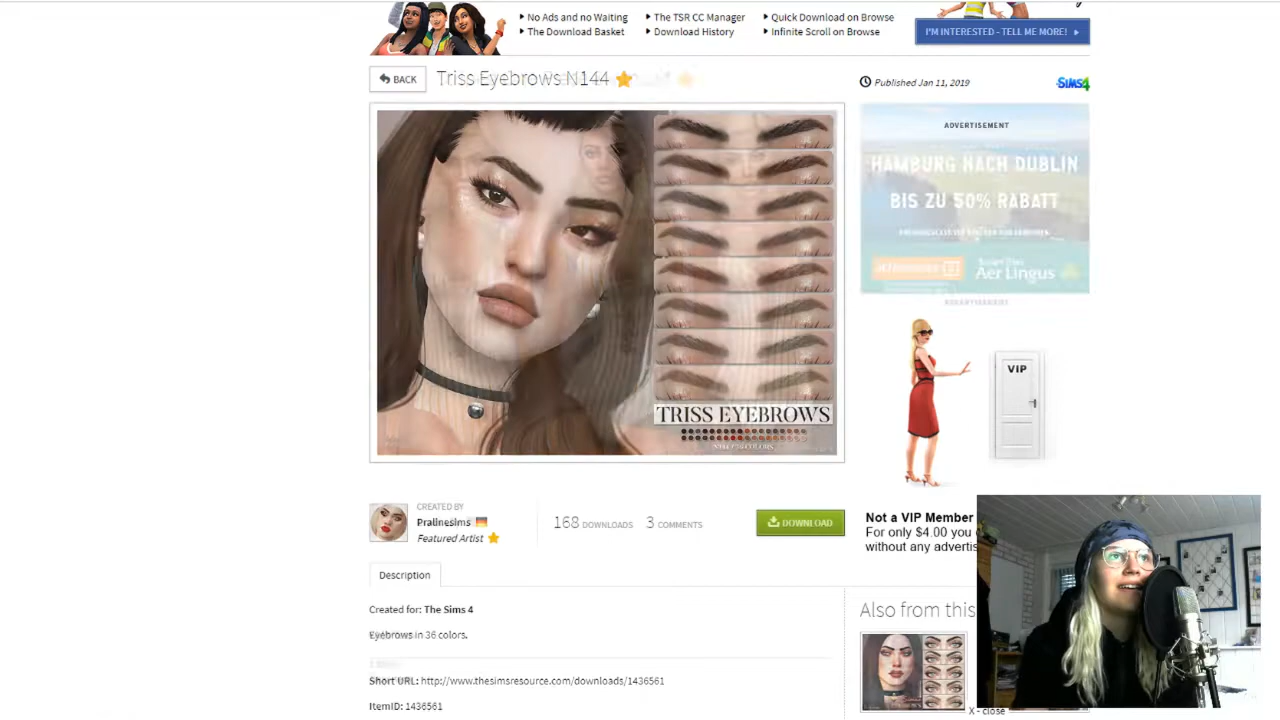 No Ads and no Waiting
The TSR CC Manager
Quick Download on Browse
The Download Basket
Download History
Infinite Scroll on Browse
I'M INTERESTED - TELL ME MORE!
BACK
Triss Eyebrows N144
Published Jan 11, 2019
SIMS4
ADVERTISEMENT
HAMBURG NACH DUBLIN
BIS ZU 50% RABATT
Aer Lingus
ADVERTISEMENT
VIP
TRISS EYEBROWS
CREATED BY
Pralinesims
Featured Artist
168 DOWNLOADS
3 COMMENTS
DOWNLOAD
Not a VIP Member
For only $4.00 you
without any advertis
Description
Created for: The Sims 4
Eyebrows in 36 colors.
Short URL: http://www.thesimsresource.com/downloads/1436561
ItemID: 1436561
Also from this
X - close